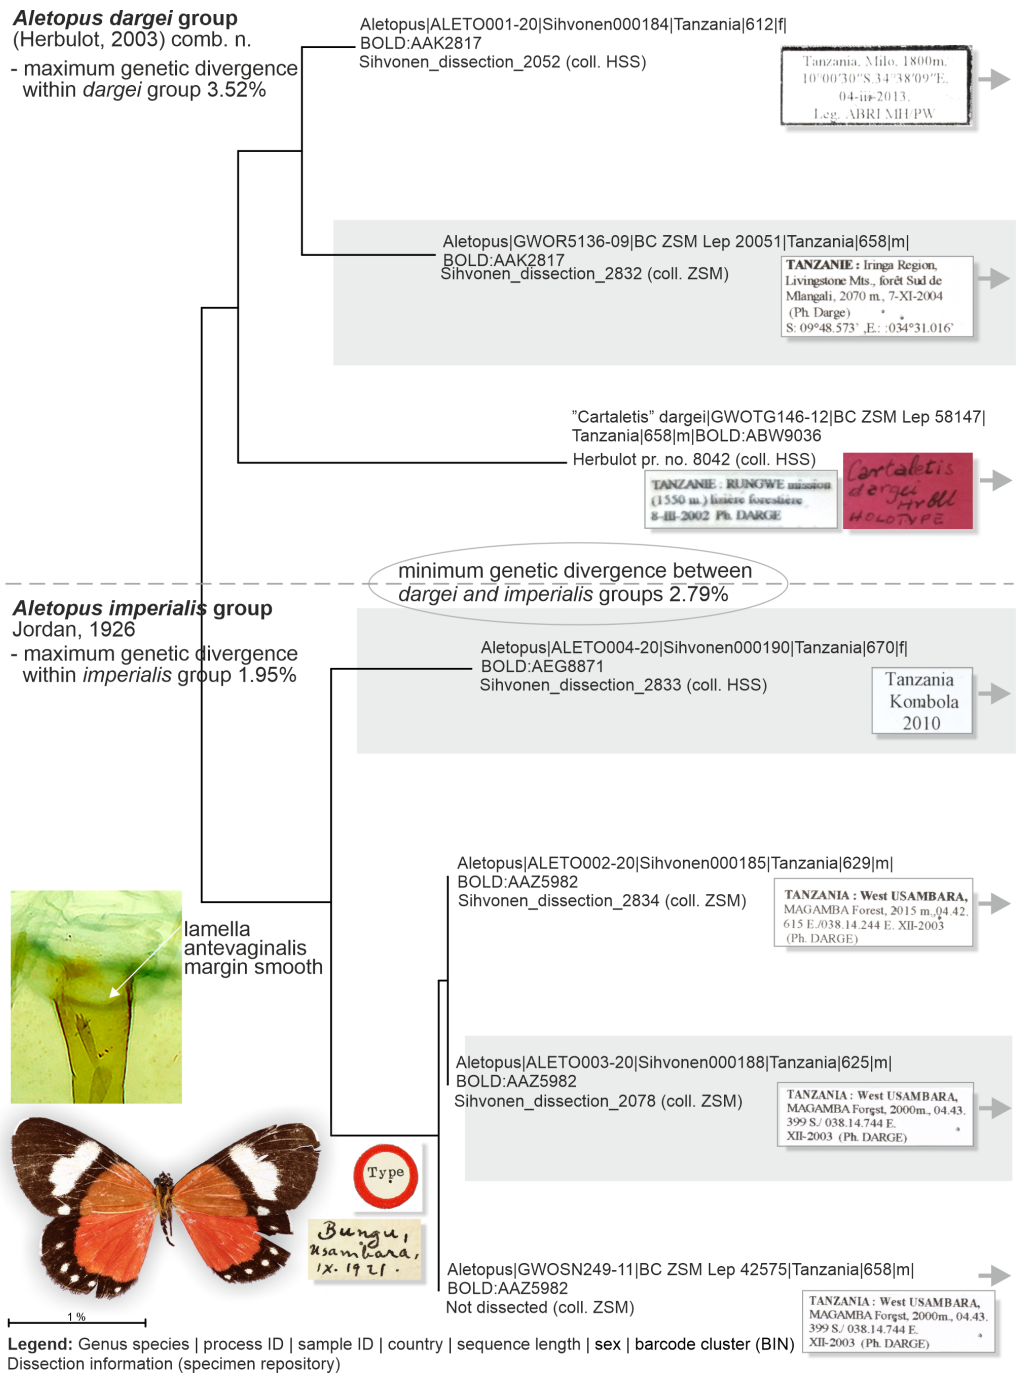 Aletopus dargei group
(Herbulot, 2003) comb. n.
- maximum genetic divergence
within dargei group 3.52%
Aletopus|ALETO001-20|Sihvonen000184|Tanzania|612|f|
BOLD:AAK2817
Sihvonen_dissection_2052 (coll. HSS)
Tanzania, Milo, 1800m,
10°00'30"S.34°38'09"E.
04-iii-2013.
Leg. ABRI MH/PW
Aletopus|GWOR5136-09|BC ZSM Lep 20051|Tanzania|658|m|
BOLD:AAK2817
Sihvonen_dissection_2832 (coll. ZSM)
TANZANIE : Iringa Region,
Livingstone Mts., forêt Sud de
Mlangali, 2070 m., 7-XI-2004
(Ph. Darge)
S: 09°48.573' ,E.: :034°31.016'
"Cartaletis" dargei|GWOTG146-12|BC ZSM Lep 58147|
Tanzania|658|m|BOLD:ABW9036
Herbulot pr. no. 8042 (coll. HSS)
TANZANIE : RUNGWE mission
(1550 m.) lisière forestière
8-III-2002 Ph. DARGE
Cartaletis
dargei
Hrblt
HOLOTYPE
minimum genetic divergence between
dargei and imperialis groups 2.79%
Aletopus imperialis group
Jordan, 1926
- maximum genetic divergence
within imperialis group 1.95%
Aletopus|ALETO004-20|Sihvonen000190|Tanzania|670|f|
BOLD:AEG8871
Sihvonen_dissection_2833 (coll. HSS)
Tanzania
Kombola
2010
Aletopus|ALETO002-20|Sihvonen000185|Tanzania|629|m|
BOLD:AAZ5982
Sihvonen_dissection_2834 (coll. ZSM)
TANZANIA : West USAMBARA,
MAGAMBA Forest, 2015 m.,04.42.
615 E./038.14.244 E. XII-2003
(Ph. DARGE)
lamella
antevaginalis
margin smooth
Aletopus|ALETO003-20|Sihvonen000188|Tanzania|625|m|
BOLD:AAZ5982
Sihvonen_dissection_2078 (coll. ZSM)
TANZANIA : West USAMBARA,
MAGAMBA Forest, 2000m., 04.43.
399 S./ 038.14.744 E.
XII-2003 (Ph. DARGE)
Type
Bungu,
Usambara,
IX. 1921.
Aletopus|GWOSN249-11|BC ZSM Lep 42575|Tanzania|658|m|
BOLD:AAZ5982
Not dissected (coll. ZSM)
TANZANIA : West USAMBARA,
MAGAMBA Forest, 2000m., 04.43.
399 S./ 038.14.744 E.
XII-2003 (Ph. DARGE)
1 %
Legend: Genus species | process ID | sample ID | country | sequence length | sex | barcode cluster (BIN)
Dissection information (specimen repository)